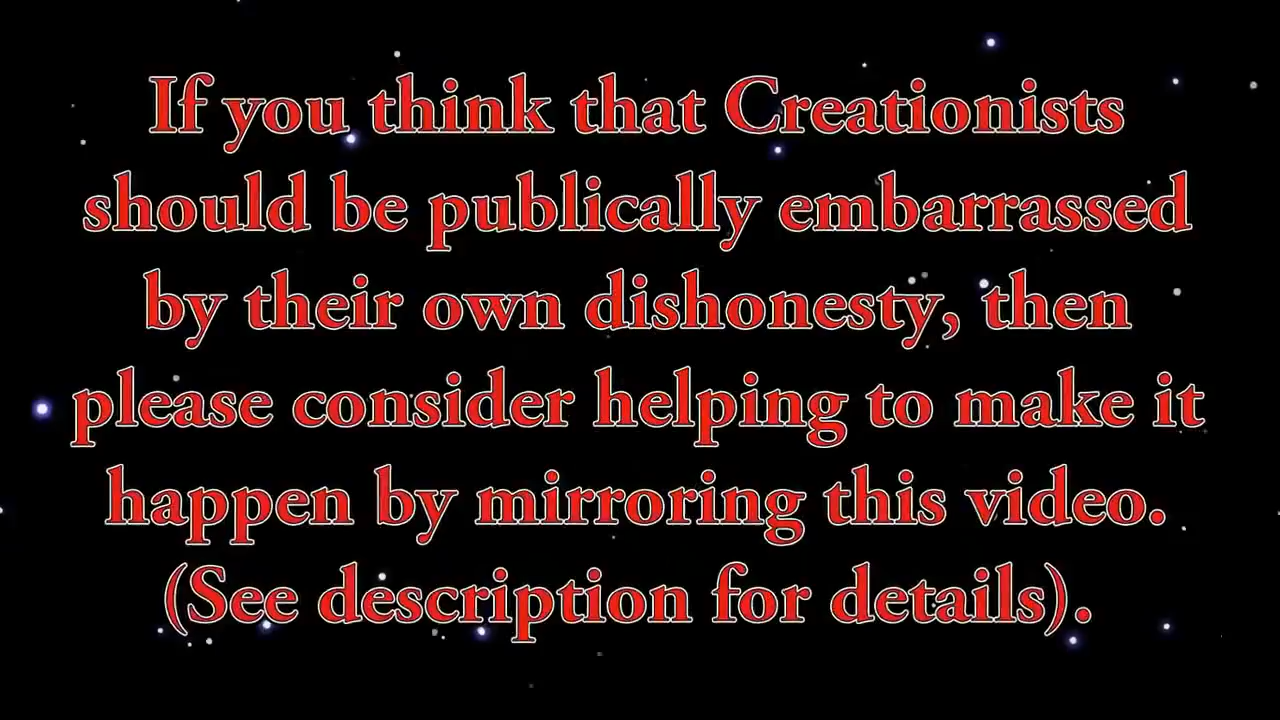 If you think that Creationists
should be publically embarrassed
by their own dishonesty, then
please consider helping to make it
happen by mirroring this video.
(See description for details).